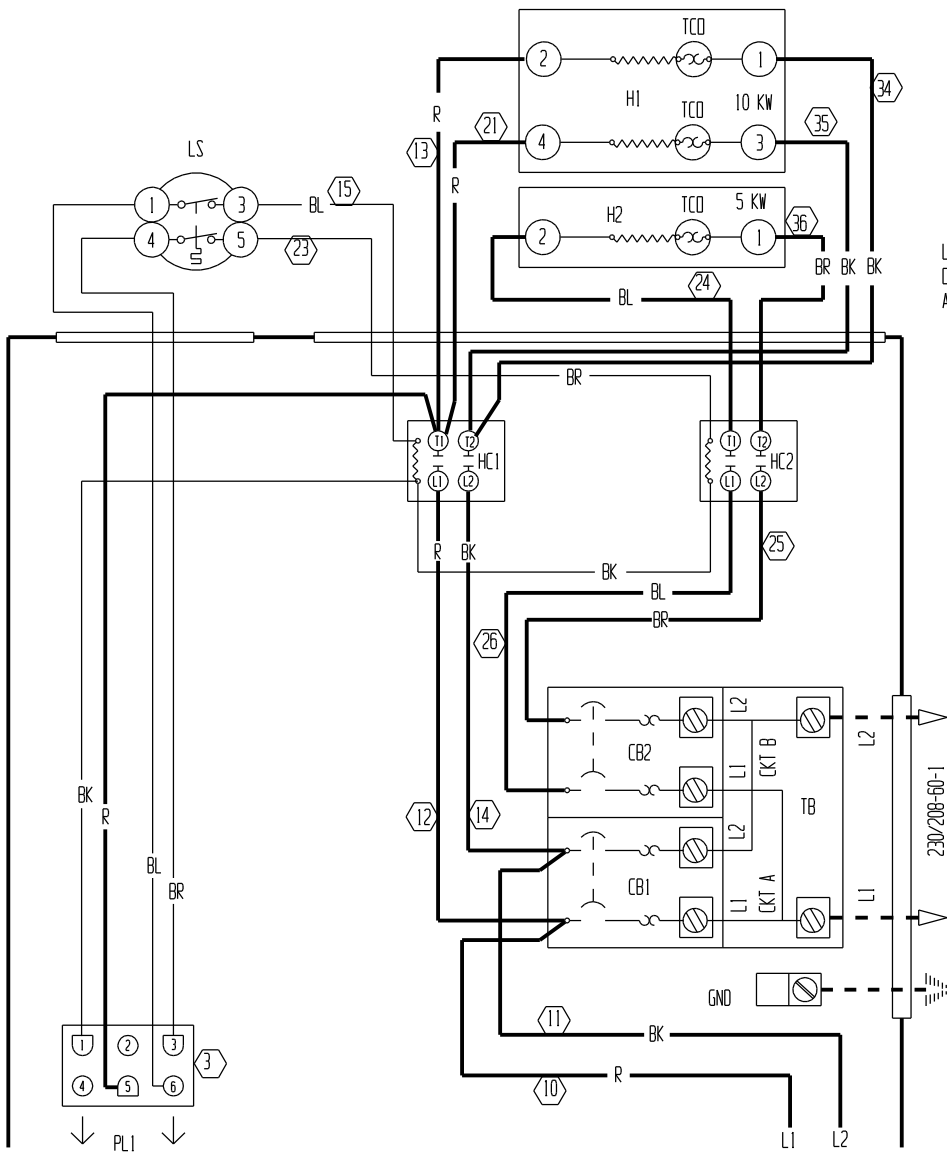 TCO
2
1
34
H1
10 KW
R
21
TCO
35
13
4
3
LS
R
15
TCO
5 KW
1
3
BL
H2
36
2
1
4
5
23
BR
BK
BK
24
BL
BR
T1
T2
HC1
T1
T2
HC2
L1
L2
L1
L2
R
BK
25
BK
BL
BR
26
L2
CB2
L1
CKT B
L2
BK
R
12
14
TB
230/208-60-1
L2
BL
CB1
BR
L1
CKT A
L1
GND
11
BK
1
2
3
3
4
5
6
10
R
PL1
L1
L2